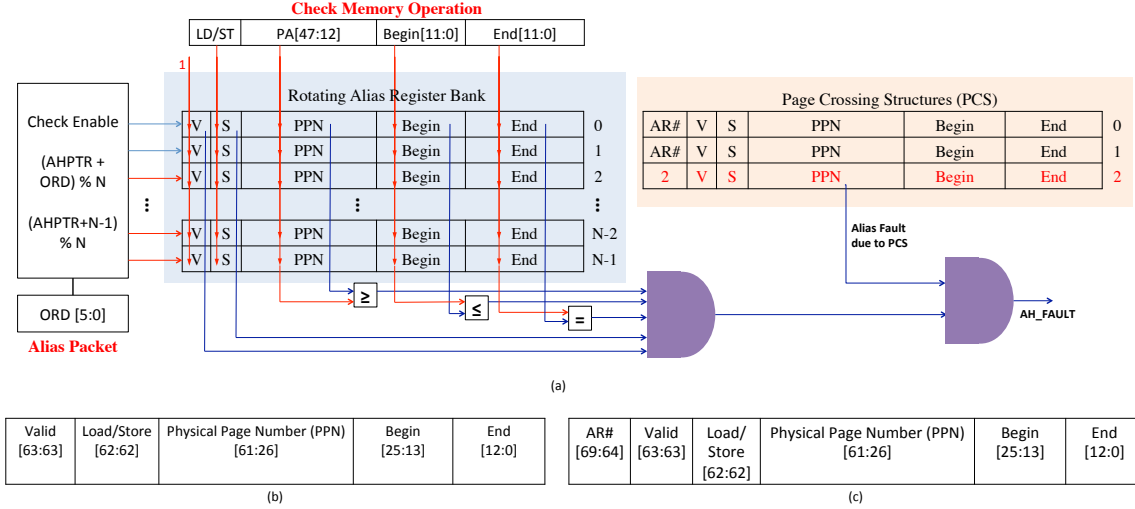 Check Memory Operation
LD/ST PA[47:12] Begin[11:0] End[11:0]
1
Rotating Alias Register Bank
Page Crossing Structures (PCS)
Check Enable
(AHPTR +
ORD) % N
⋮
(AHPTR+N-1)
% N
ORD [5:0]
Alias Packet
V S PPN Begin End 0
V S PPN Begin End 1
V S PPN Begin End 2
⋮ ⋮ ⋮
V S PPN Begin End N-2
V S PPN Begin End N-1
AR# V S PPN Begin End 0
AR# V S PPN Begin End 1
2 V S PPN Begin End 2
Alias Fault
due to PCS
≥
≤
=
AH_FAULT
(a)
Valid
[63:63]
Load/Store
[62:62]
Physical Page Number (PPN)
[61:26]
Begin
[25:13]
End
[12:0]
(b)
AR#
[69:64]
Valid
[63:63]
Load/
Store
[62:62]
Physical Page Number (PPN)
[61:26]
Begin
[25:13]
End
[12:0]
(c)